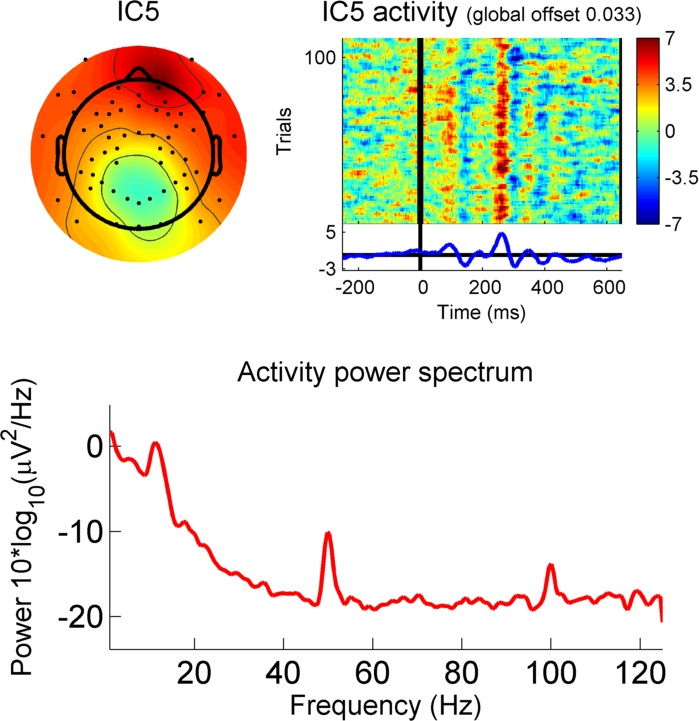 IC5
IC5 activity (global offset 0.033)
100
Trials
7
3.5
0
-3.5
-7
5
-3
-200 0 200 400 600
Time (ms)
Activity power spectrum
0
-10
-20
Power 10*log10(μV2/Hz)
20 40 60 80 100 120
Frequency (Hz)